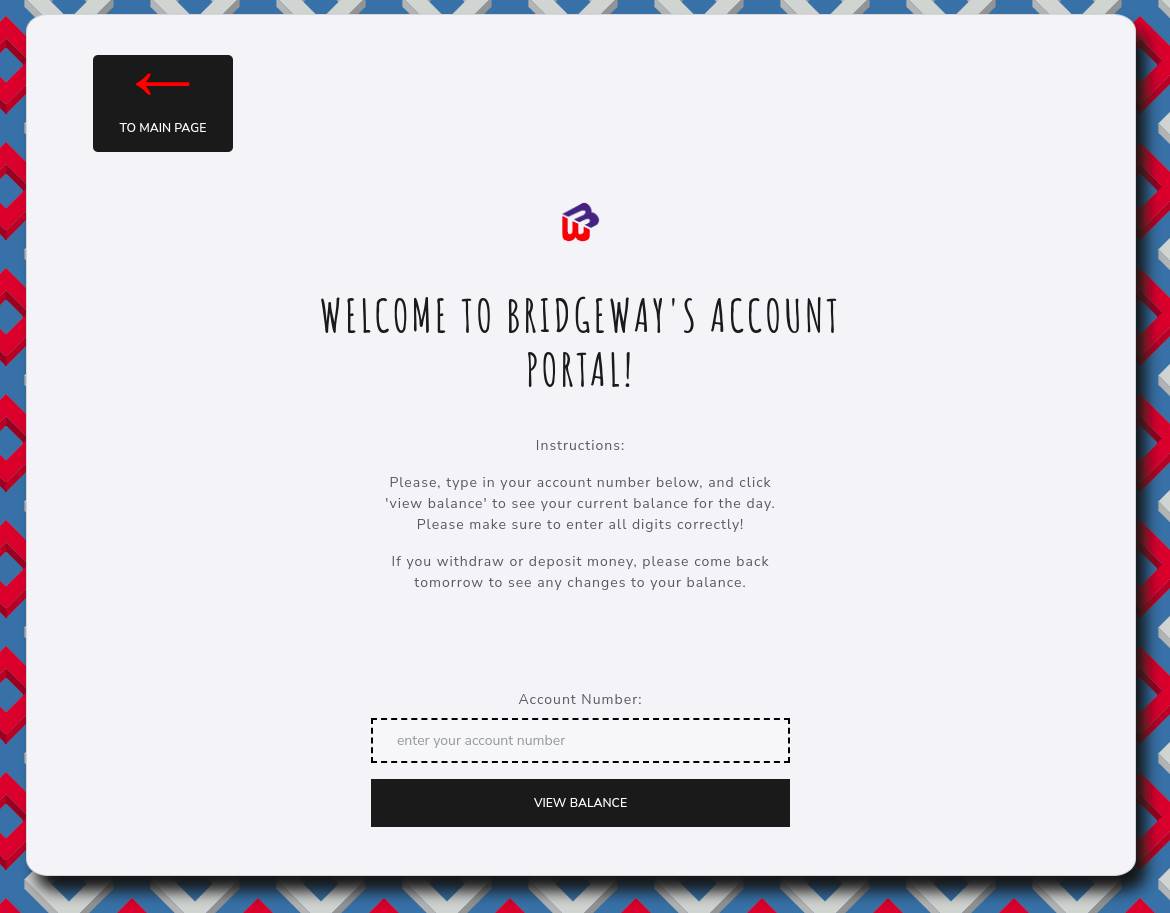 TO MAIN PAGE
WELCOME TO BRIDGEWAY'S ACCOUNT
PORTAL!
Instructions:
Please, type in your account number below, and click
'view balance' to see your current balance for the day.
Please make sure to enter all digits correctly!
If you withdraw or deposit money, please come back
tomorrow to see any changes to your balance.
Account Number:
enter your account number
VIEW BALANCE